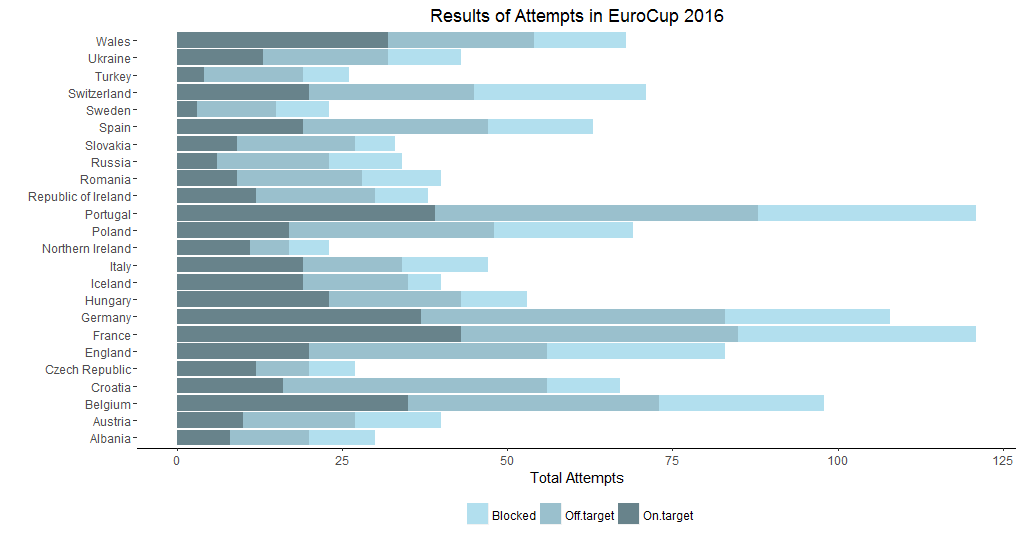 Results of Attempts in EuroCup 2016
Wales
Ukraine
Turkey
Switzerland
Sweden
Spain
Slovakia
Russia
Romania
Republic of Ireland
Portugal
Poland
Northern Ireland
Italy
Iceland
Hungary
Germany
France
England
Czech Republic
Croatia
Belgium
Austria
Albania
0 25 50 75 100 125
Total Attempts
Blocked Off.target On.target